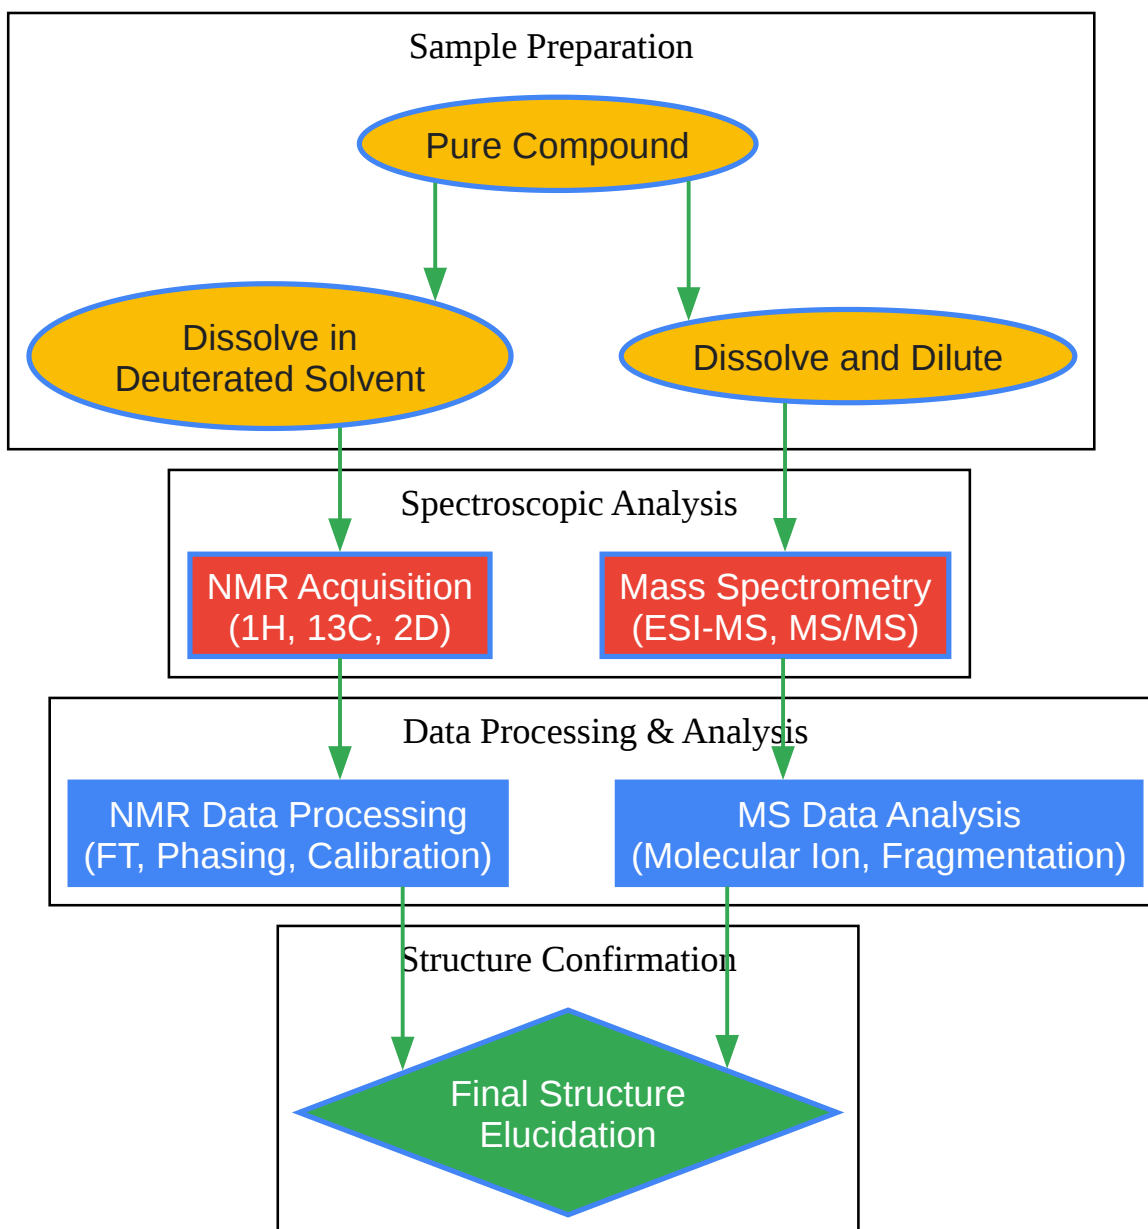 Sample Preparation
Pure Compound
Dissolve in
Deuterated Solvent
Dissolve and Dilute
Spectroscopic Analysis
NMR Acquisition
(1H, 13C, 2D)
Mass Spectrometry
(ESI-MS, MS/MS)
Data Processing & Analysis
NMR Data Processing
(FT, Phasing, Calibration)
MS Data Analysis
(Molecular Ion, Fragmentation)
Structure Confirmation
Final Structure
Elucidation